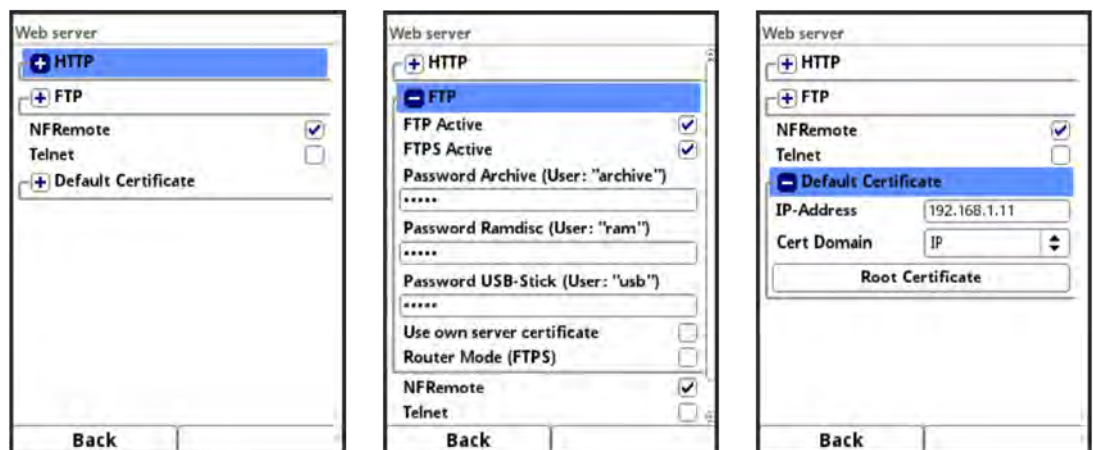 Web server
HTTP
FTP
NFRemote
Telnet
Default Certificate
Back
Web server
HTTP
FTP
FTP Active
FTPS Active
Password Archive (User: "archive")
•••••
Password Ramdisc (User: "ram")
•••••
Password USB-Stick (User: "usb")
•••••
Use own server certificate
Router Mode (FTPS)
NFRemote
Telnet
Back
Web server
HTTP
FTP
NFRemote
Telnet
Default Certificate
IP-Address 192.168.1.11
Cert Domain IP
Root Certificate
Back